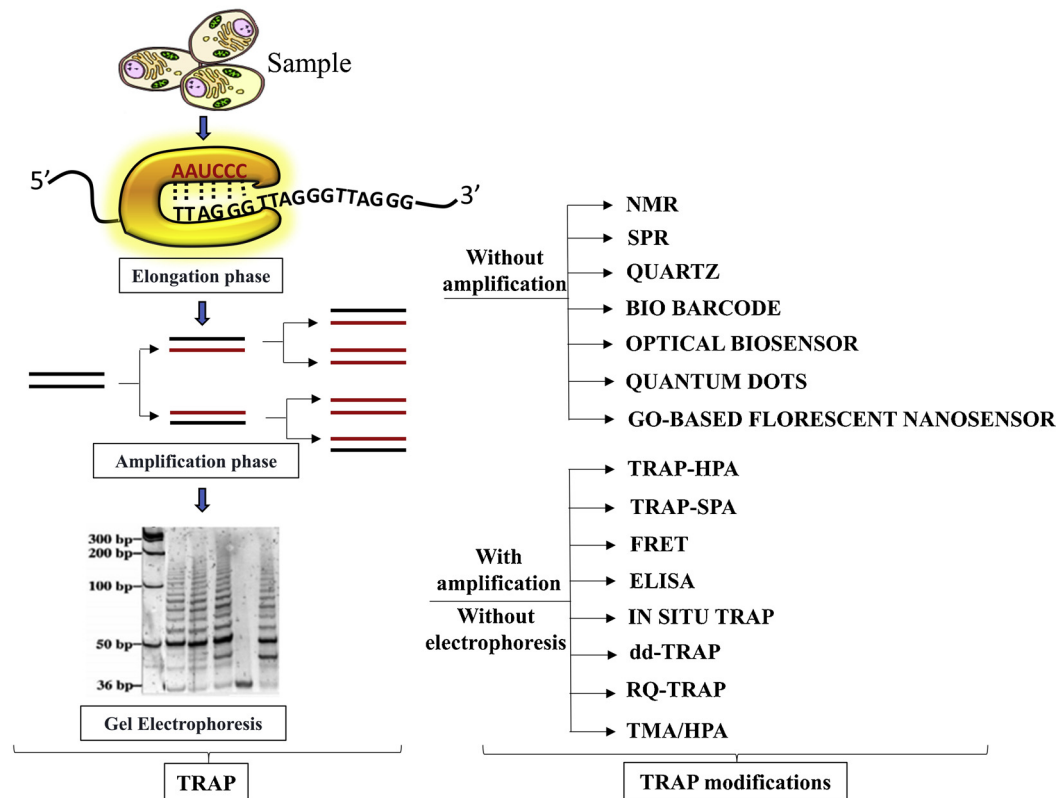 Sample
AAUCCC
5’
3’
TTAGGGTTAGGGTTAGGG
Elongation phase
Amplification phase
300 bp
200 bp
100 bp
50 bp
36 bp
Gel Electrophoresis
TRAP
Without
amplification
NMR
SPR
QUARTZ
BIO BARCODE
OPTICAL BIOSENSOR
QUANTUM DOTS
GO-BASED FLORESCENT NANOSENSOR
With
amplification
Without
electrophoresis
TRAP-HPA
TRAP-SPA
FRET
ELISA
IN SITU TRAP
dd-TRAP
RQ-TRAP
TMA/HPA
TRAP modifications